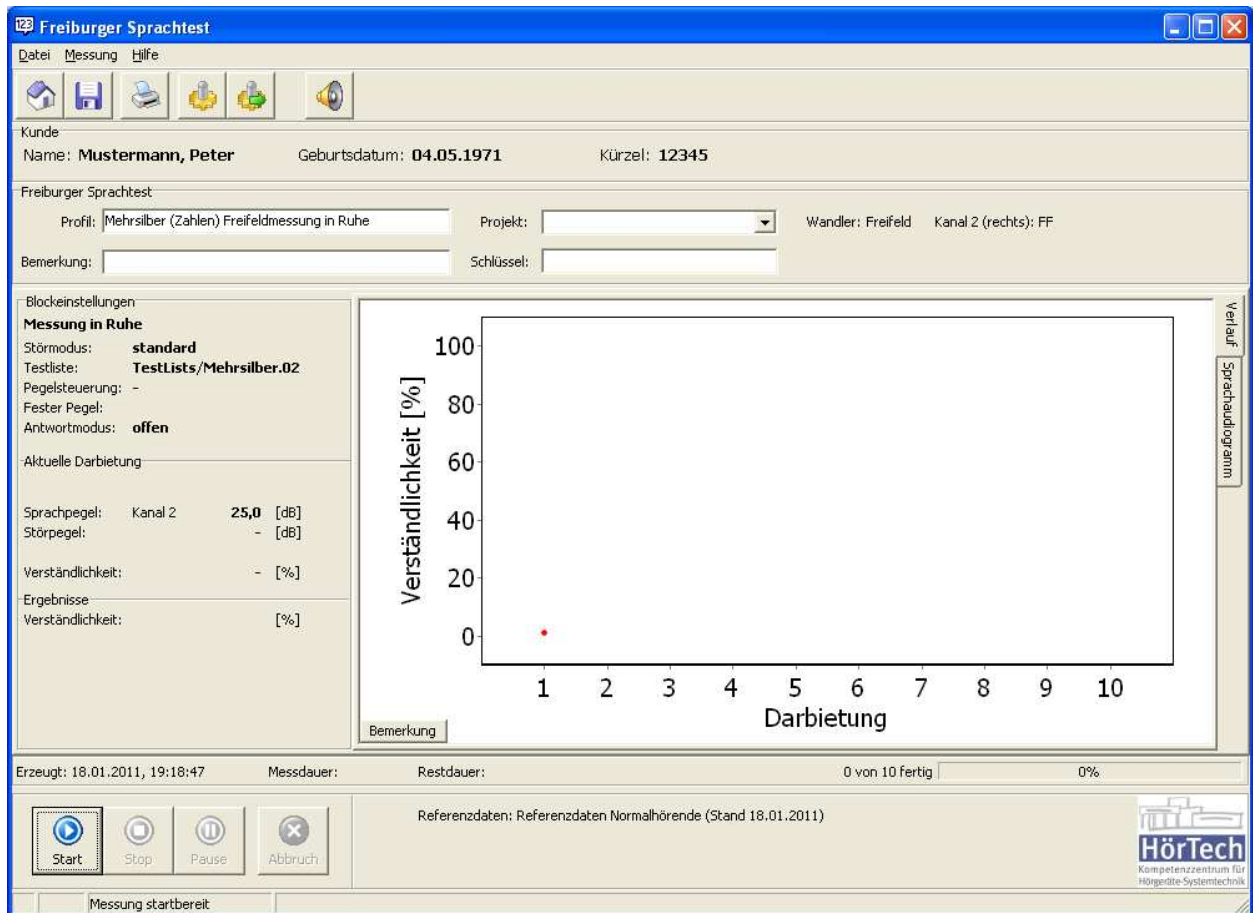 123 Freiburger Sprachtest
Datei Messung Hilfe
Kunde
Name: Mustermann, Peter Geburtsdatum: 04.05.1971 Kürzel: 12345
Freiburger Sprachtest
Profil: Mehrsilber (Zahlen) Freifeldmessung in Ruhe Projekt: Wandler: Freifeld Kanal 2 (rechts): FF
Bemerkung: Schlüssel:
Blockeinstellungen
Messung in Ruhe
Störmodus: standard
Testliste: TestLists/Mehrsilber.02
Pegelsteuerung: -
Fester Pegel:
Antwortmodus: offen
Aktuelle Darbietung
Sprachpegel: Kanal 2 25,0 [dB]
Störpegel: - [dB]
Verständlichkeit: - [%]
Ergebnisse
Verständlichkeit: [%]
Verständlichkeit [%]
100
80
60
40
20
0
1 2 3 4 5 6 7 8 9 10
Darbietung
Bemerkung
Verlauf
Sprachaudiogramm
Erzeugt: 18.01.2011, 19:18:47 Messdauer: Restdauer: 0 von 10 fertig 0%
Start Stop Pause Abbruch
Referenzdaten: Referenzdaten Normalhörende (Stand 18.01.2011)
HörTech
Kompetenzzentrum für
Hörgeräte-Systemtechnik
Messung startbereit